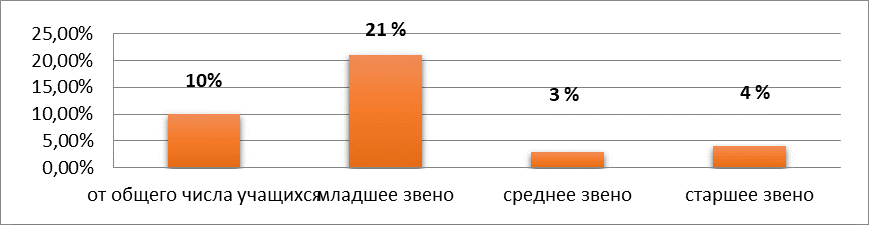 25,00%
20,00%
15,00%
10,00%
5,00%
0,00%
10%
21 %
3 %
4 %
от общего числа учащихся
младшее звено
среднее звено
старшее звено